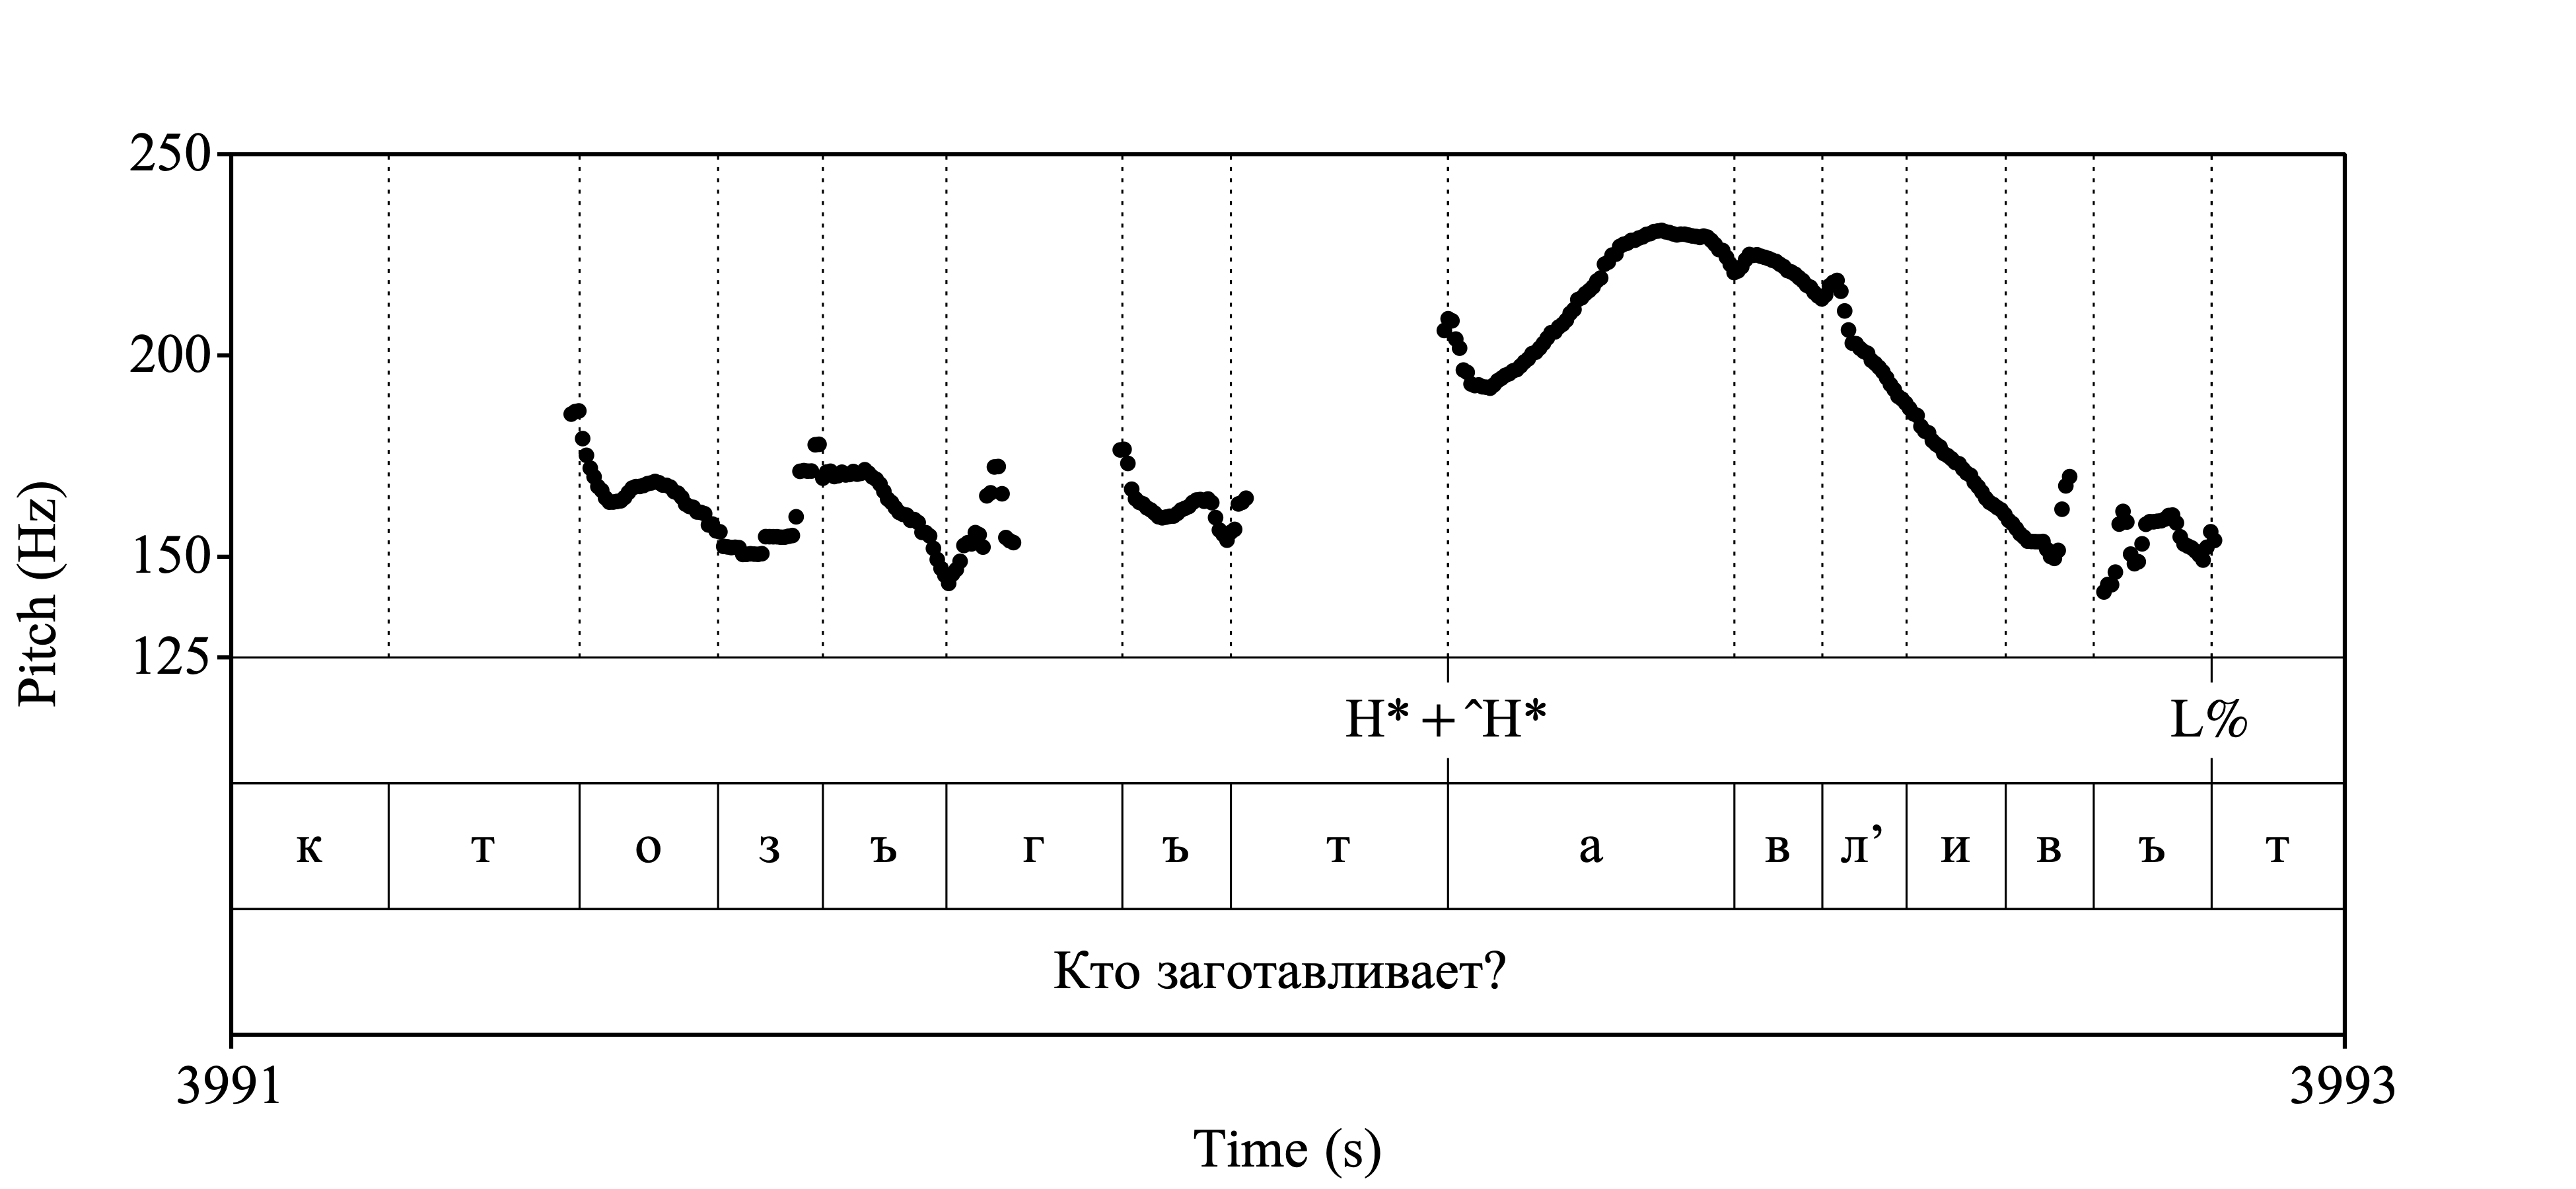 250
200
150
125
Pitch (Hz)
H* + ˆH* L%
к т о з ъ г ъ т а в л’ и в ъ т
Кто заготавливает?
3991 3993
Time (s)